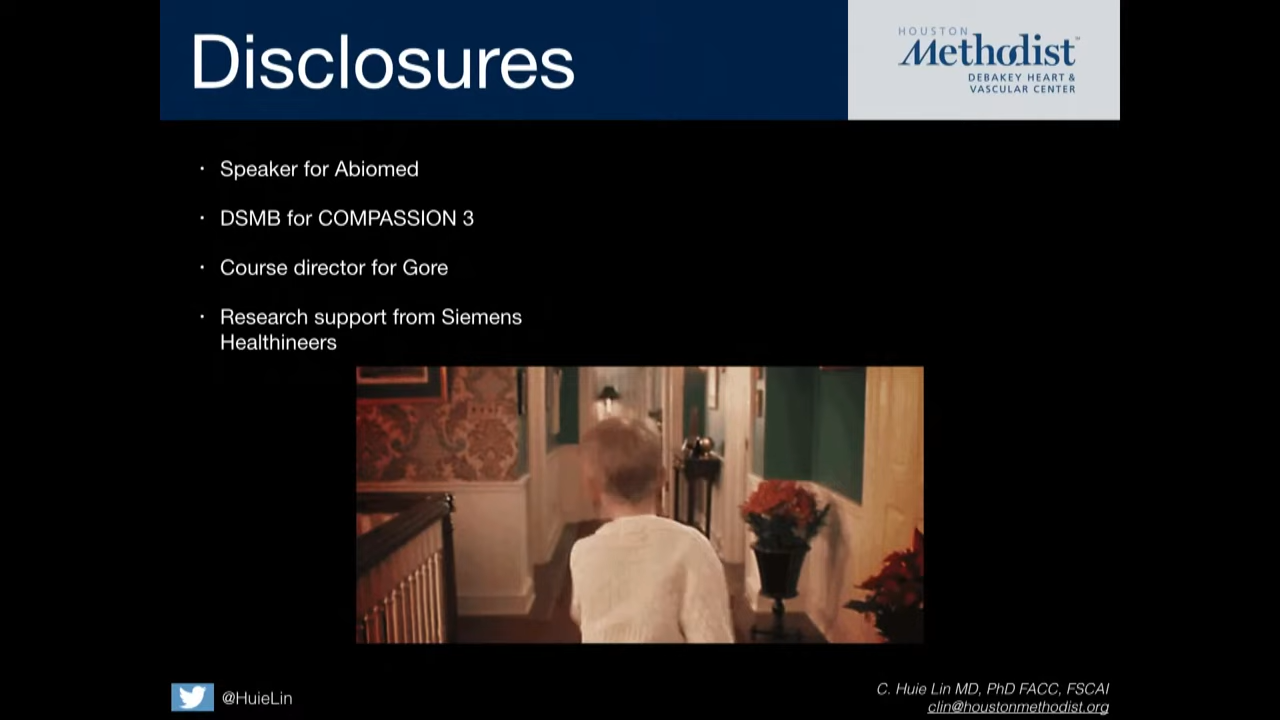 Disclosures
HOUSTON
Methodist™
DEBAKEY HEART &
VASCULAR CENTER
· Speaker for Abiomed
· DSMB for COMPASSION 3
· Course director for Gore
· Research support from Siemens
Healthineers
@HuieLin
C. Huie Lin MD, PhD FACC, FSCAI
clin@houstonmethodist.org